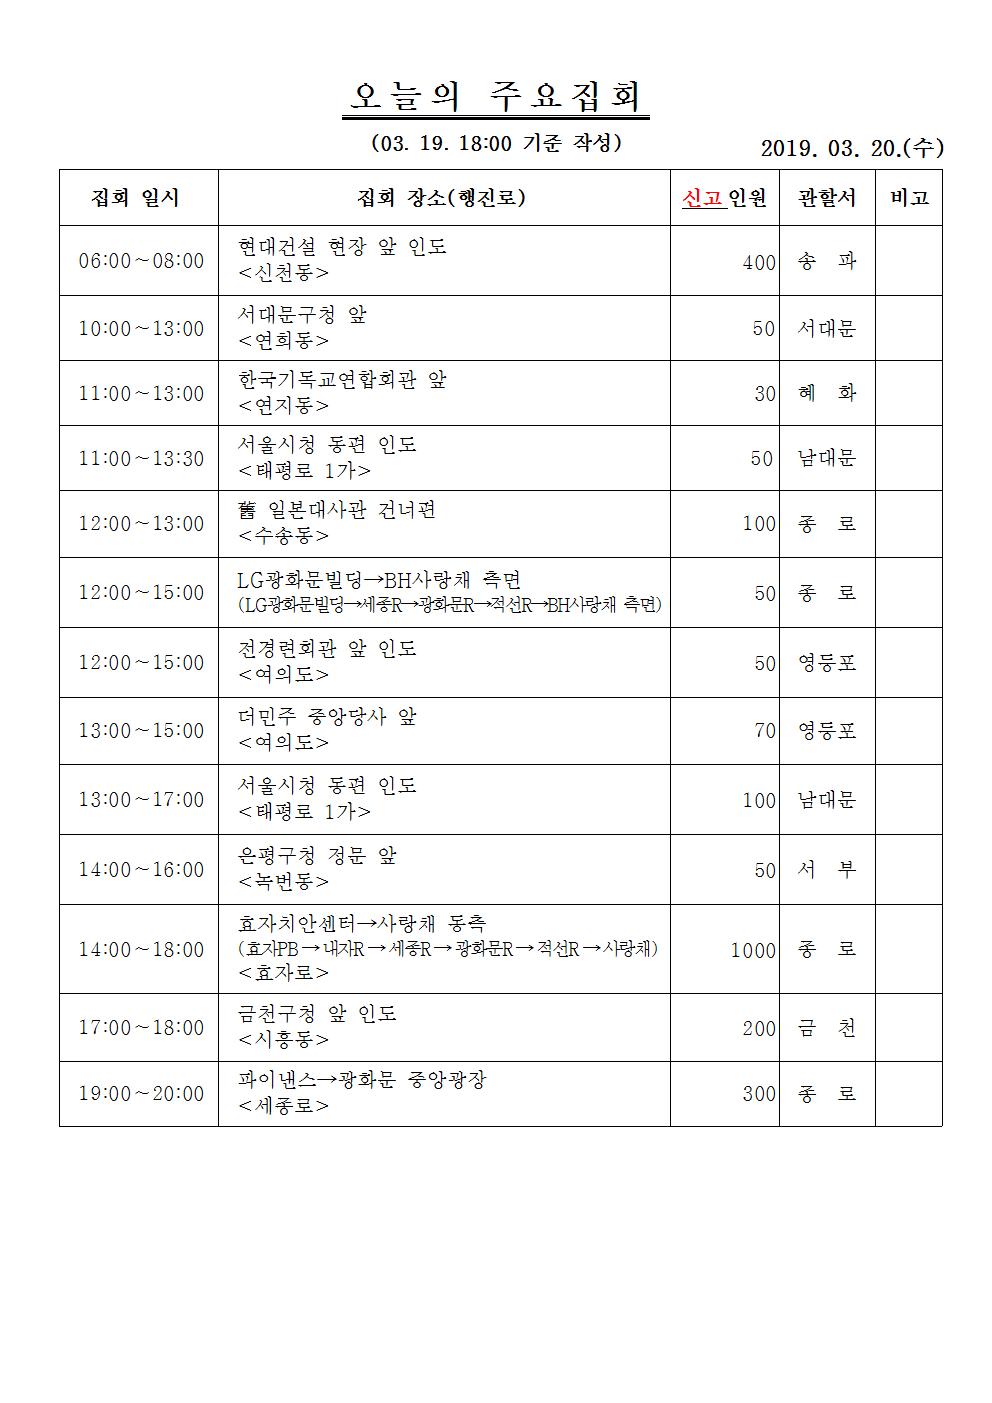 오늘의 주요집회
(03. 19. 18:00 기준 작성)
2019. 03. 20.(수)
집회 일시 집회 장소(행진로) 신고인원 관할서 비고
06:00~08:00 현대건설 현장 앞 인도 400 송 파
<신천동>
10:00~13:00 서대문구청 앞 50 서대문
<연희동>
11:00~13:00 한국기독교연합회관 앞 30 혜 화
<연지동>
11:00~13:30 서울시청 동편 인도 50 남대문
<태평로 1가>
12:00~13:00 舊 일본대사관 건너편 100 종 로
<수송동>
12:00~15:00 LG광화문빌딩→BH사랑채 측면 50 종 로
(LG광화문빌딩→세종R→광화문R→적선R→BH사랑채 측면)
12:00~15:00 전경련회관 앞 인도 50 영등포
<여의도>
13:00~15:00 더민주 중앙당사 앞 70 영등포
<여의도>
13:00~17:00 서울시청 동편 인도 100 남대문
<태평로 1가>
14:00~16:00 은평구청 정문 앞 50 서 부
<녹번동>
14:00~18:00 효자치안센터→사랑채 동측 1000 종 로
(효자PB→내자R→세종R→광화문R→적선R→사랑채)
<효자로>
17:00~18:00 금천구청 앞 인도 200 금 천
<시흥동>
19:00~20:00 파이낸스→광화문 중앙광장 300 종 로
<세종로>